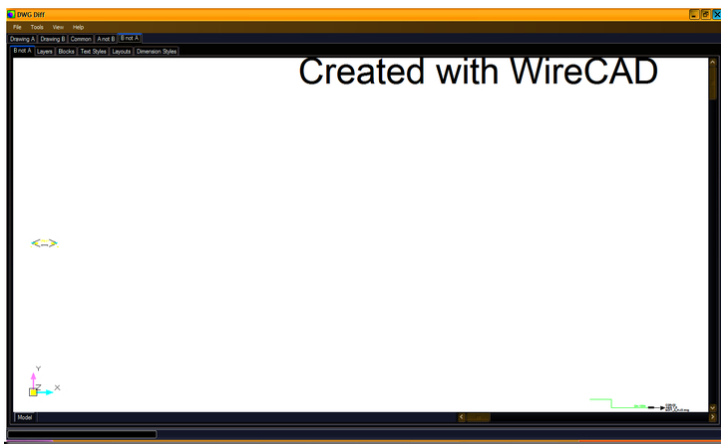 DWG Diff
File Tools View Help
Drawing A Drawing B Common A not B B not A
B not A Layers Blocks Text Styles Layouts Dimension Styles
Created with WireCAD
Y
Z X
Model